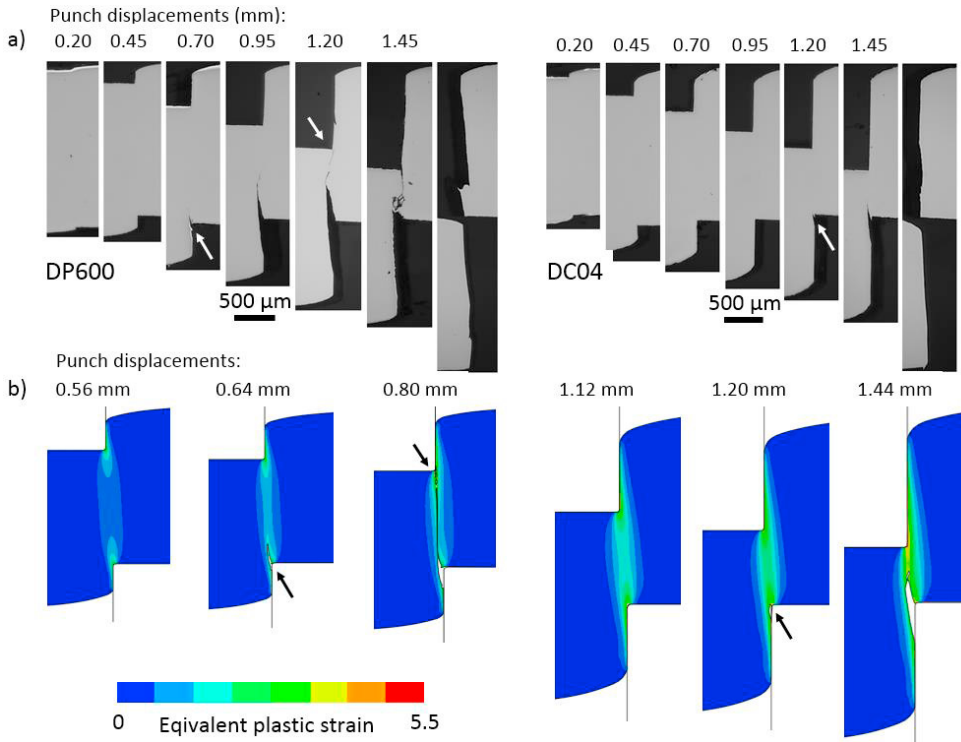 Punch displacements (mm):
a)
0.20 0.45 0.70 0.95 1.20 1.45
0.20 0.45 0.70 0.95 1.20 1.45
DP600
500 µm
DC04
500 µm
Punch displacements:
b)
0.56 mm 0.64 mm 0.80 mm
1.12 mm 1.20 mm 1.44 mm
0 Eqivalent plastic strain 5.5